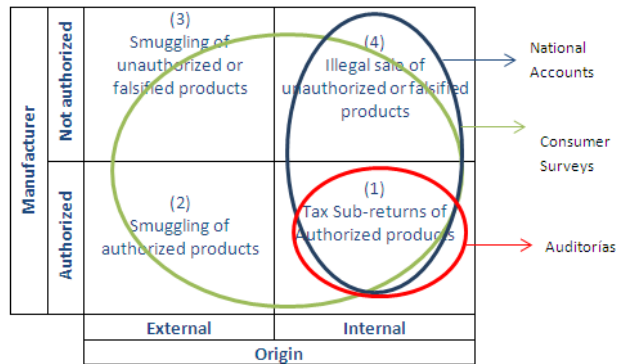 Manufacturer
Not authorized
Authorized
(3)
Smuggling of
unauthorized or
falsified products
(4)
Illegal sale of
unauthorized or falsified
products
(2)
Smuggling of
authorized products
(1)
Tax Sub-returns of
Authorized products
External
Internal
Origin
National
Accounts
Consumer
Surveys
Auditorías